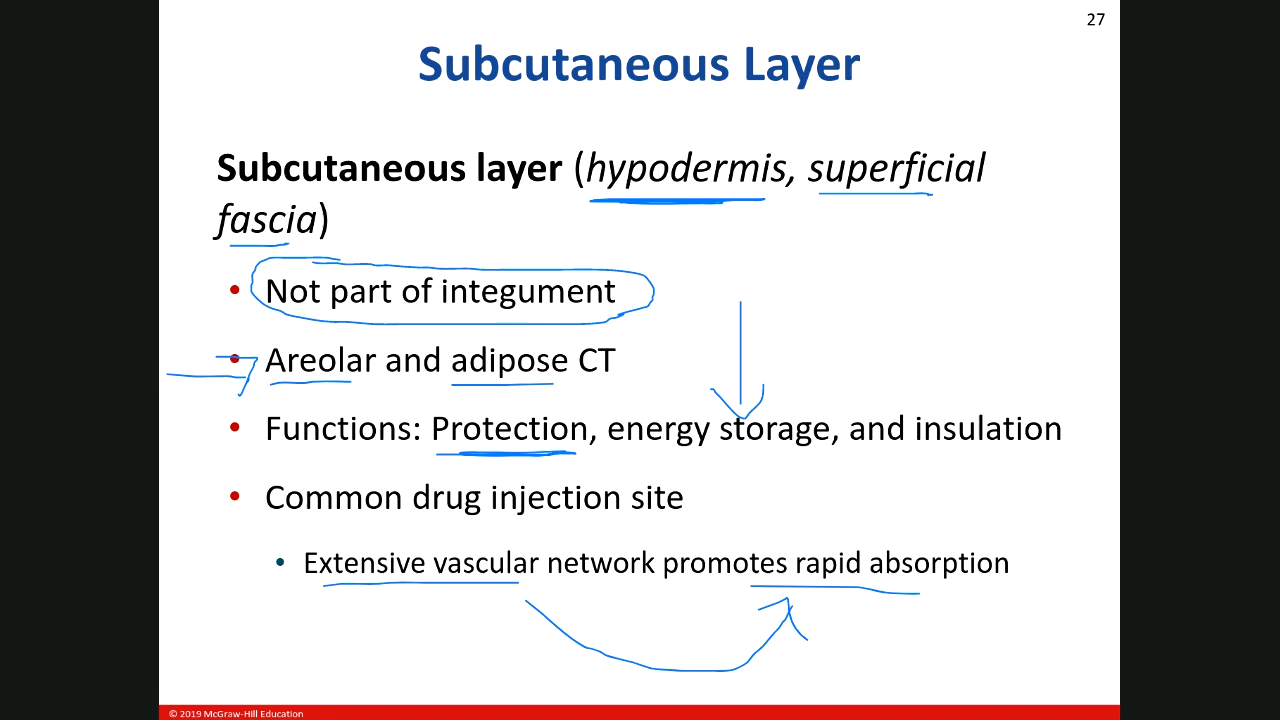 27
Subcutaneous Layer
Subcutaneous layer (hypodermis, superficial
fascia)
• Not part of integument
• Areolar and adipose CT
• Functions: Protection, energy storage, and insulation
• Common drug injection site
• Extensive vascular network promotes rapid absorption
© 2019 McGraw-Hill Education